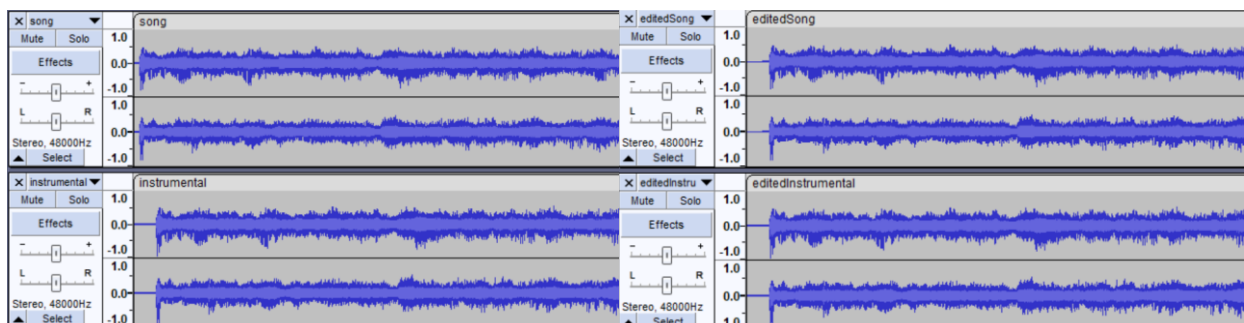 × song ▼ song
Mute Solo 1.0
Effects 0.0-
- + -1.0
L R 1.0
0.0-
Stereo, 48000Hz
▲ Select -1.0
× instrumental ▼ instrumental
Mute Solo 1.0
Effects 0.0-
- + -1.0
L R 1.0
0.0-
Stereo, 48000Hz
▲ Select -1.0
× editedSong ▼ editedSong
Mute Solo 1.0
Effects 0.0-
- + -1.0
L R 1.0
0.0-
Stereo, 48000Hz
▲ Select -1.0
× editedInstru ▼ editedInstrumental
Mute Solo 1.0
Effects 0.0-
- + -1.0
L R 1.0
0.0-
Stereo, 48000Hz
▲ Select -1.0